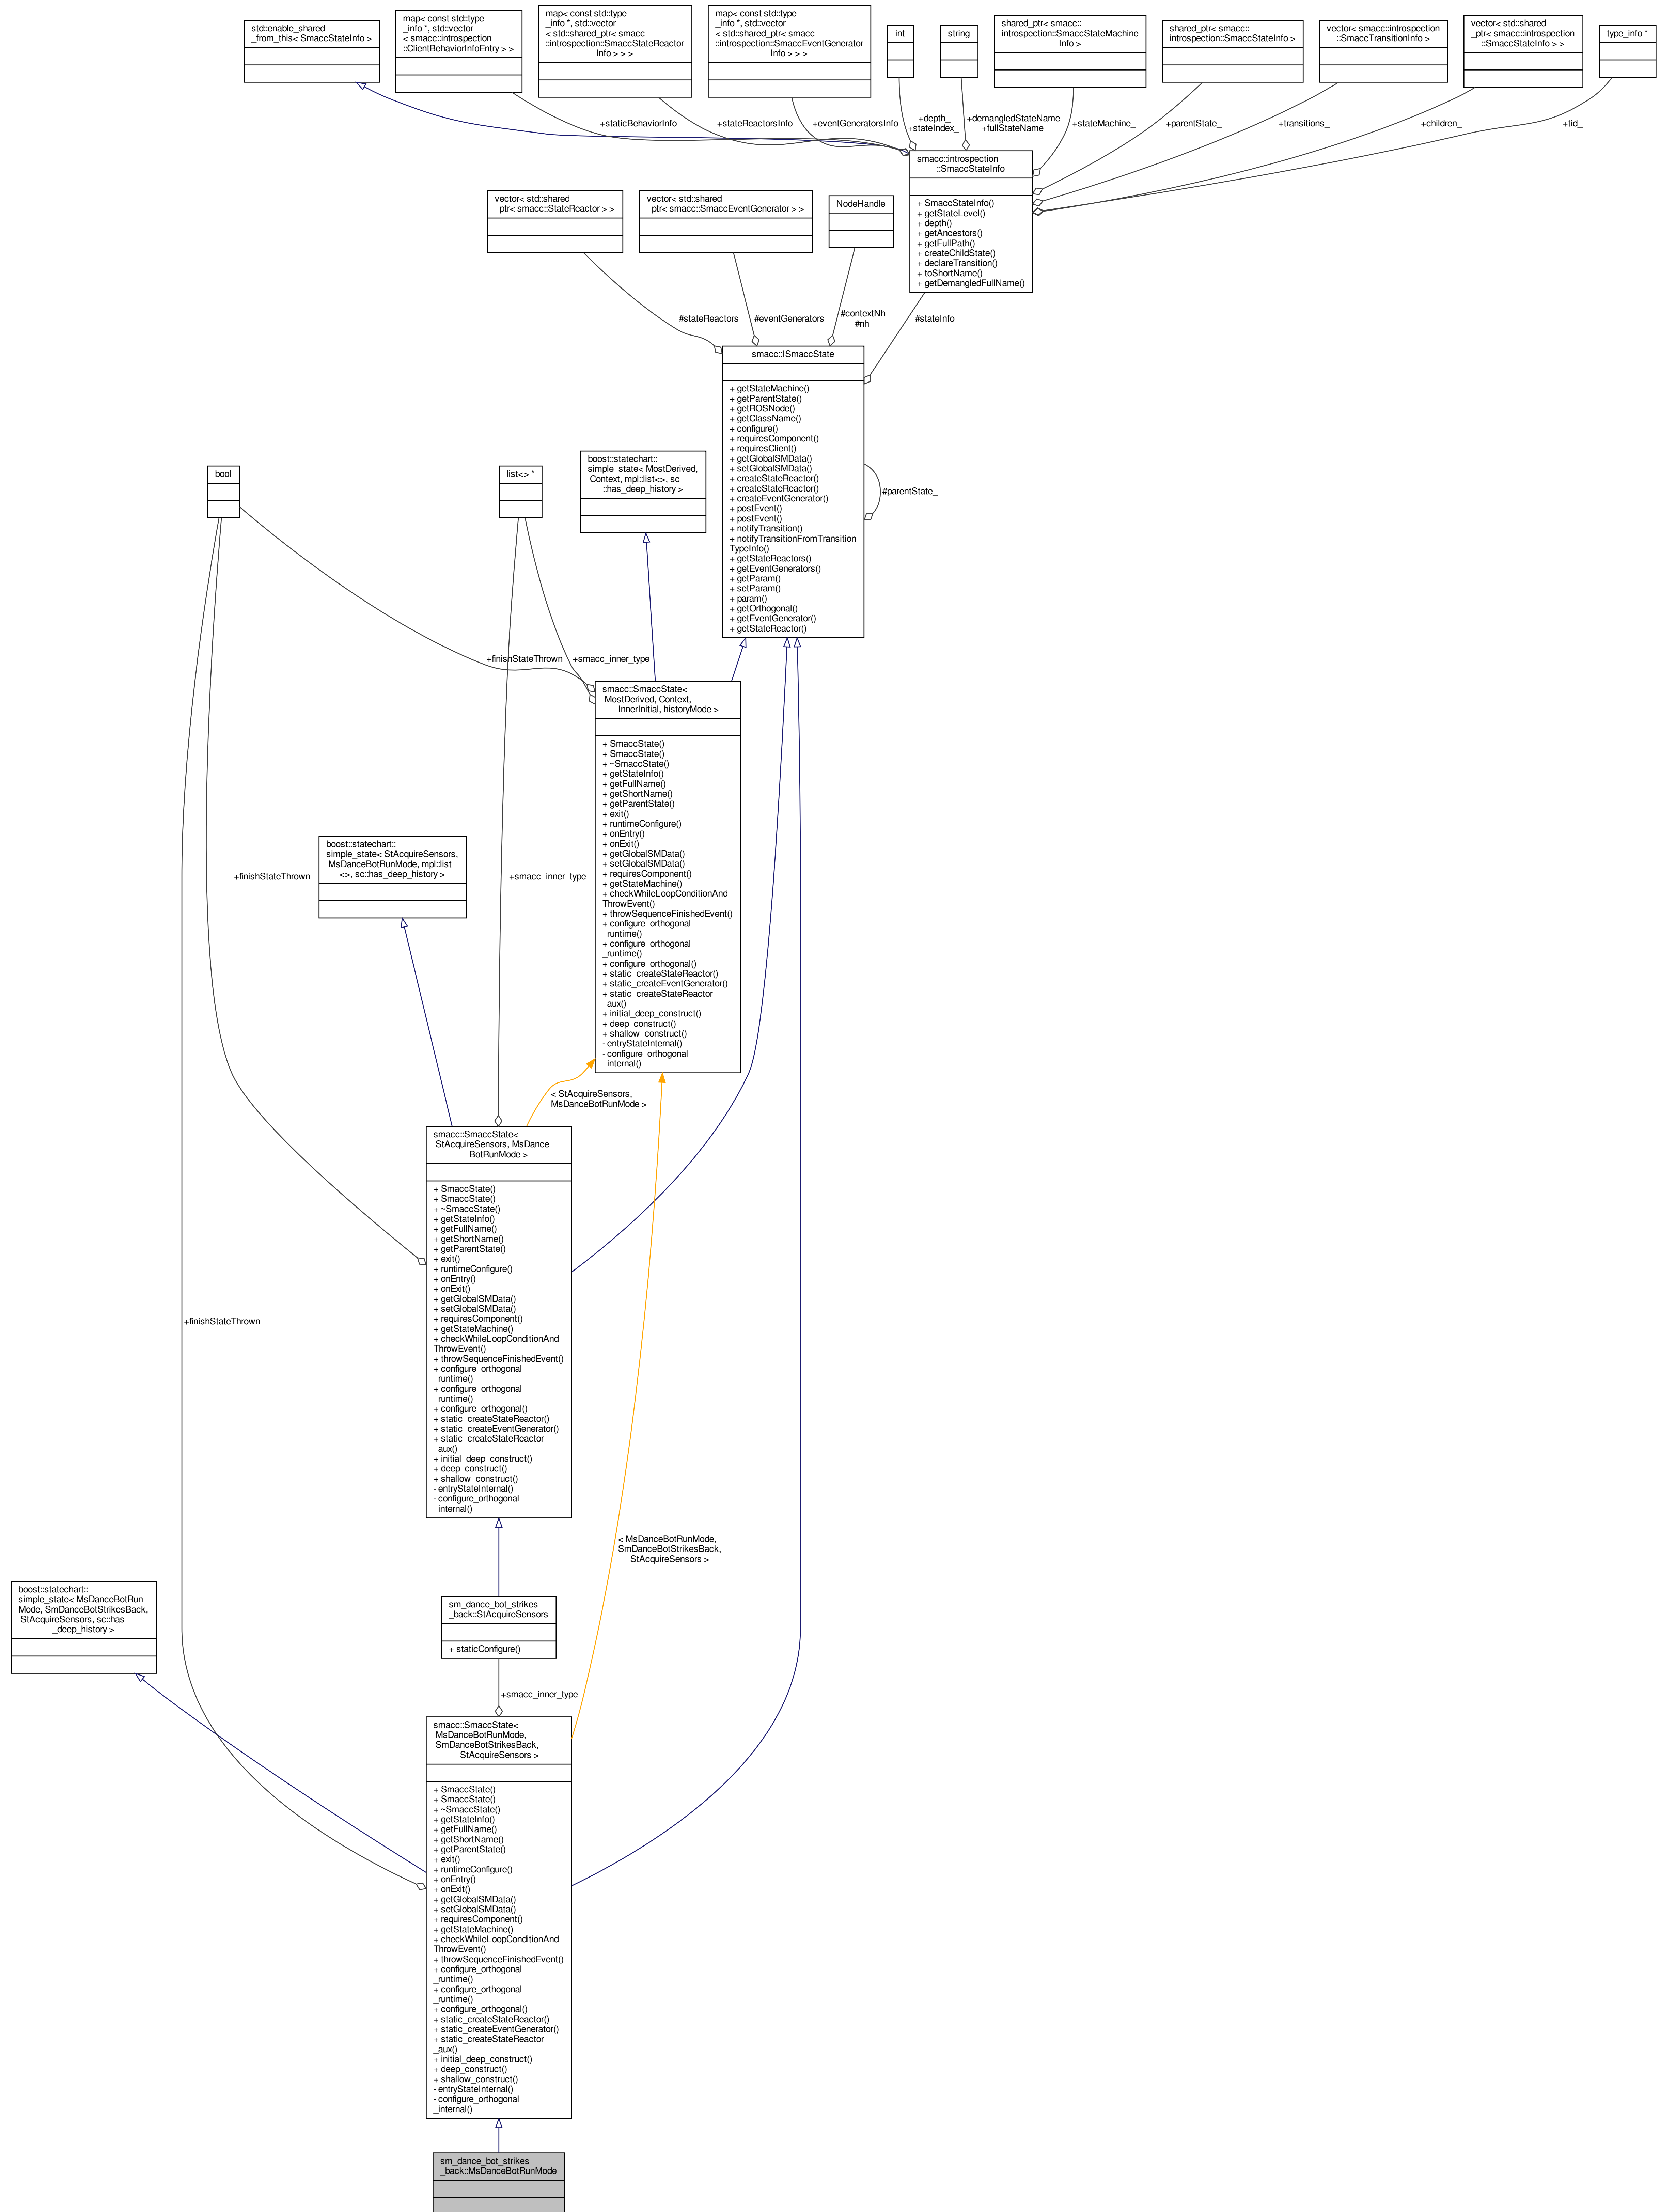 std::enable_shared
_from_this< SmaccStateInfo >
map< const std::type
_info *, std::vector
< smacc::introspection
::ClientBehaviorInfoEntry > >
map< const std::type
_info *, std::vector
< std::shared_ptr< smacc
::introspection::SmaccStateReactor
Info > > >
map< const std::type
_info *, std::vector
< std::shared_ptr< smacc
::introspection::SmaccEventGenerator
Info > > >
int
string
shared_ptr< smacc::
introspection::SmaccStateMachine
Info >
shared_ptr< smacc::
introspection::SmaccStateInfo >
vector< smacc::introspection
::SmaccTransitionInfo >
vector< std::shared
_ptr< smacc::introspection
::SmaccStateInfo > >
type_info *
+staticBehaviorInfo
+stateReactorsInfo
+eventGeneratorsInfo
+depth_
+stateIndex_
+demangledStateName
+fullStateName
+stateMachine_
+parentState_
+transitions_
+children_
+tid_
smacc::introspection
::SmaccStateInfo
+ SmaccStateInfo()
+ getStateLevel()
+ depth()
+ getAncestors()
+ getFullPath()
+ createChildState()
+ declareTransition()
+ toShortName()
+ getDemangledFullName()
vector< std::shared
_ptr< smacc::StateReactor > >
vector< std::shared
_ptr< smacc::SmaccEventGenerator > >
NodeHandle
#stateReactors_
#eventGenerators_
#contextNh
#nh
#stateInfo_
smacc::ISmaccState
+ getStateMachine()
+ getParentState()
+ getROSNode()
+ getClassName()
+ configure()
+ requiresComponent()
+ requiresClient()
+ getGlobalSMData()
+ setGlobalSMData()
+ createStateReactor()
+ createStateReactor()
+ createEventGenerator()
+ postEvent()
+ postEvent()
+ notifyTransition()
+ notifyTransitionFromTransition
TypeInfo()
+ getStateReactors()
+ getEventGenerators()
+ getParam()
+ setParam()
+ param()
+ getOrthogonal()
+ getEventGenerator()
+ getStateReactor()
#parentState_
bool
list<> *
boost::statechart::
simple_state< MostDerived,
Context, mpl::list<>, sc
::has_deep_history >
+finishStateThrown
+smacc_inner_type
smacc::SmaccState<
MostDerived, Context,
InnerInitial, historyMode >
+ SmaccState()
+ SmaccState()
+ ~SmaccState()
+ getStateInfo()
+ getFullName()
+ getShortName()
+ getParentState()
+ exit()
+ runtimeConfigure()
+ onEntry()
+ onExit()
+ getGlobalSMData()
+ setGlobalSMData()
+ requiresComponent()
+ getStateMachine()
+ checkWhileLoopConditionAnd
ThrowEvent()
+ throwSequenceFinishedEvent()
+ configure_orthogonal
_runtime()
+ configure_orthogonal
_runtime()
+ configure_orthogonal()
+ static_createStateReactor()
+ static_createEventGenerator()
+ static_createStateReactor
_aux()
+ initial_deep_construct()
+ deep_construct()
+ shallow_construct()
- entryStateInternal()
- configure_orthogonal
_internal()
boost::statechart::
simple_state< StAcquireSensors,
MsDanceBotRunMode, mpl::list
<>, sc::has_deep_history >
+finishStateThrown
+smacc_inner_type
< StAcquireSensors,
MsDanceBotRunMode >
smacc::SmaccState<
StAcquireSensors, MsDance
BotRunMode >
+ SmaccState()
+ SmaccState()
+ ~SmaccState()
+ getStateInfo()
+ getFullName()
+ getShortName()
+ getParentState()
+ exit()
+ runtimeConfigure()
+ onEntry()
+ onExit()
+ getGlobalSMData()
+ setGlobalSMData()
+ requiresComponent()
+ getStateMachine()
+ checkWhileLoopConditionAnd
ThrowEvent()
+ throwSequenceFinishedEvent()
+ configure_orthogonal
_runtime()
+ configure_orthogonal
_runtime()
+ configure_orthogonal()
+ static_createStateReactor()
+ static_createEventGenerator()
+ static_createStateReactor
_aux()
+ initial_deep_construct()
+ deep_construct()
+ shallow_construct()
- entryStateInternal()
- configure_orthogonal
_internal()
+finishStateThrown
< MsDanceBotRunMode,
SmDanceBotStrikesBack,
StAcquireSensors >
boost::statechart::
simple_state< MsDanceBotRun
Mode, SmDanceBotStrikesBack,
StAcquireSensors, sc::has
_deep_history >
sm_dance_bot_strikes
_back::StAcquireSensors
+ staticConfigure()
+smacc_inner_type
smacc::SmaccState<
MsDanceBotRunMode,
SmDanceBotStrikesBack,
StAcquireSensors >
+ SmaccState()
+ SmaccState()
+ ~SmaccState()
+ getStateInfo()
+ getFullName()
+ getShortName()
+ getParentState()
+ exit()
+ runtimeConfigure()
+ onEntry()
+ onExit()
+ getGlobalSMData()
+ setGlobalSMData()
+ requiresComponent()
+ getStateMachine()
+ checkWhileLoopConditionAnd
ThrowEvent()
+ throwSequenceFinishedEvent()
+ configure_orthogonal
_runtime()
+ configure_orthogonal
_runtime()
+ configure_orthogonal()
+ static_createStateReactor()
+ static_createEventGenerator()
+ static_createStateReactor
_aux()
+ initial_deep_construct()
+ deep_construct()
+ shallow_construct()
- entryStateInternal()
- configure_orthogonal
_internal()
sm_dance_bot_strikes
_back::MsDanceBotRunMode